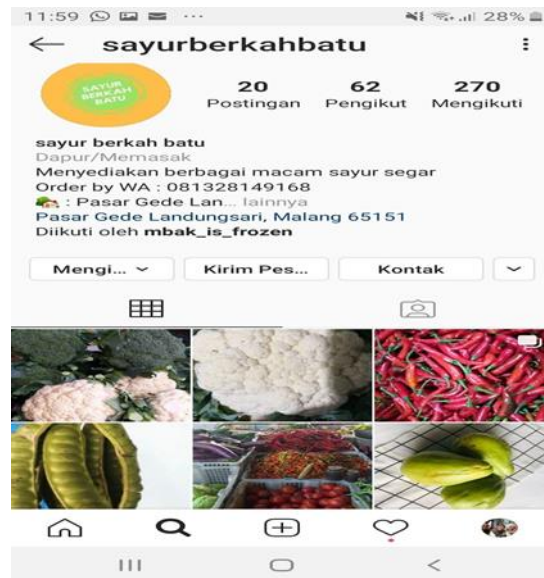 11:59 28%
sayurberkahbatu
SAYUR
BERKAH
BATU
20 62 270
Postingan Pengikut Mengikuti
sayur berkah batu
Dapur/Memasak
Menyediakan berbagai macam sayur segar
Order by WA : 081328149168
: Pasar Gede Lan... lainnya
Pasar Gede Landungsari, Malang 65151
Diikuti oleh mbak_is_frozen
Mengi... Kirim Pes... Kontak